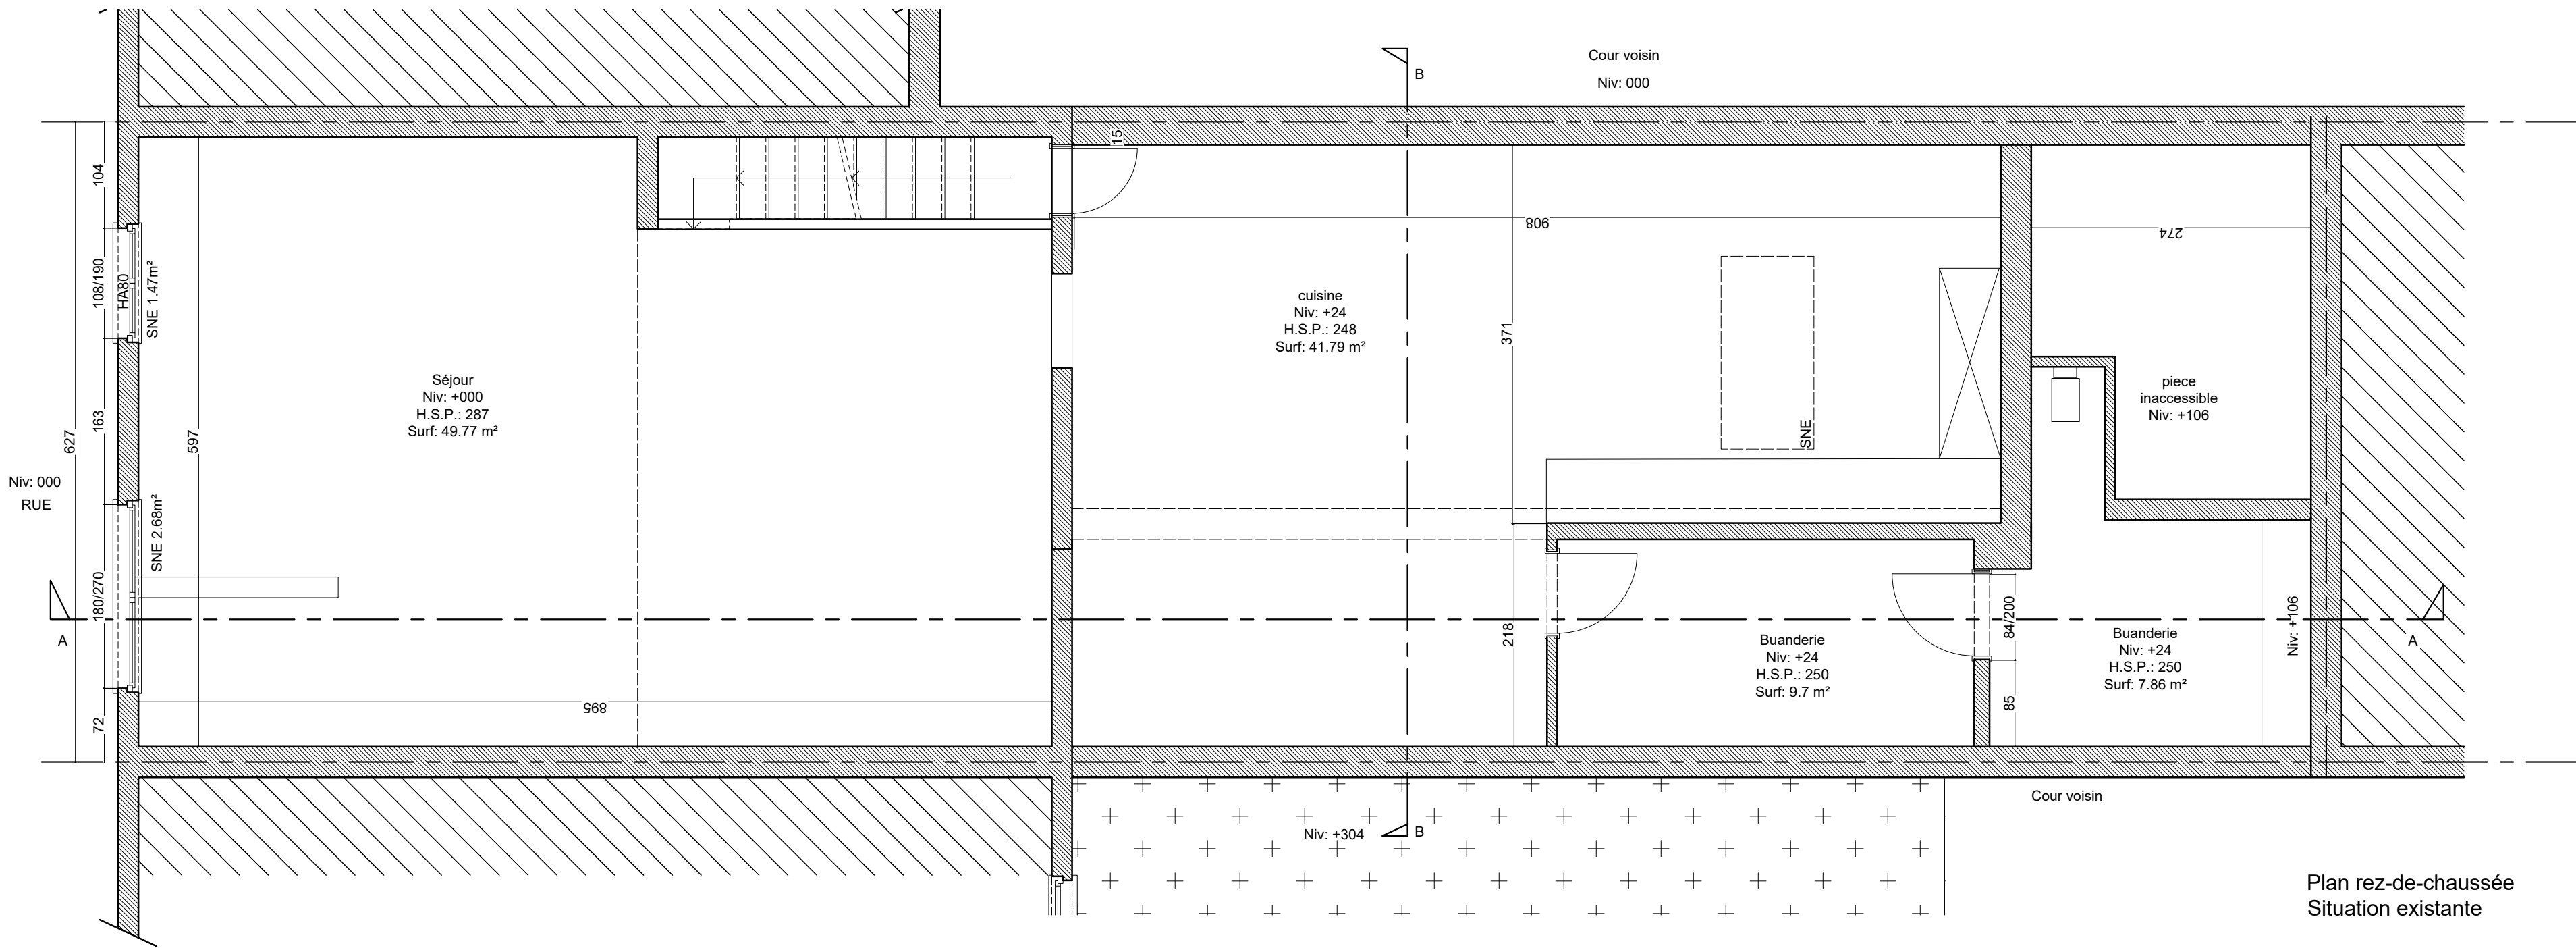 Cour voisin
Niv: 000
B
15
104
908
274
108/190
HA80
SNE 1.47m²
cuisine
Niv: +24
H.S.P.: 248
Surf: 41.79 m²
371
Séjour
Niv: +000
H.S.P.: 287
Surf: 49.77 m²
piece
inaccessible
Niv: +106
163
627
597
SNE
Niv: 000
RUE
SNE 2.68m²
180/270
A
218
Buanderie
Niv: +24
H.S.P.: 250
Surf: 9.7 m²
84/200
Buanderie
Niv: +24
H.S.P.: 250
Surf: 7.86 m²
Niv: +106
A
72
895
85
Cour voisin
Niv: +304
B
Plan rez-de-chaussée
Situation existante